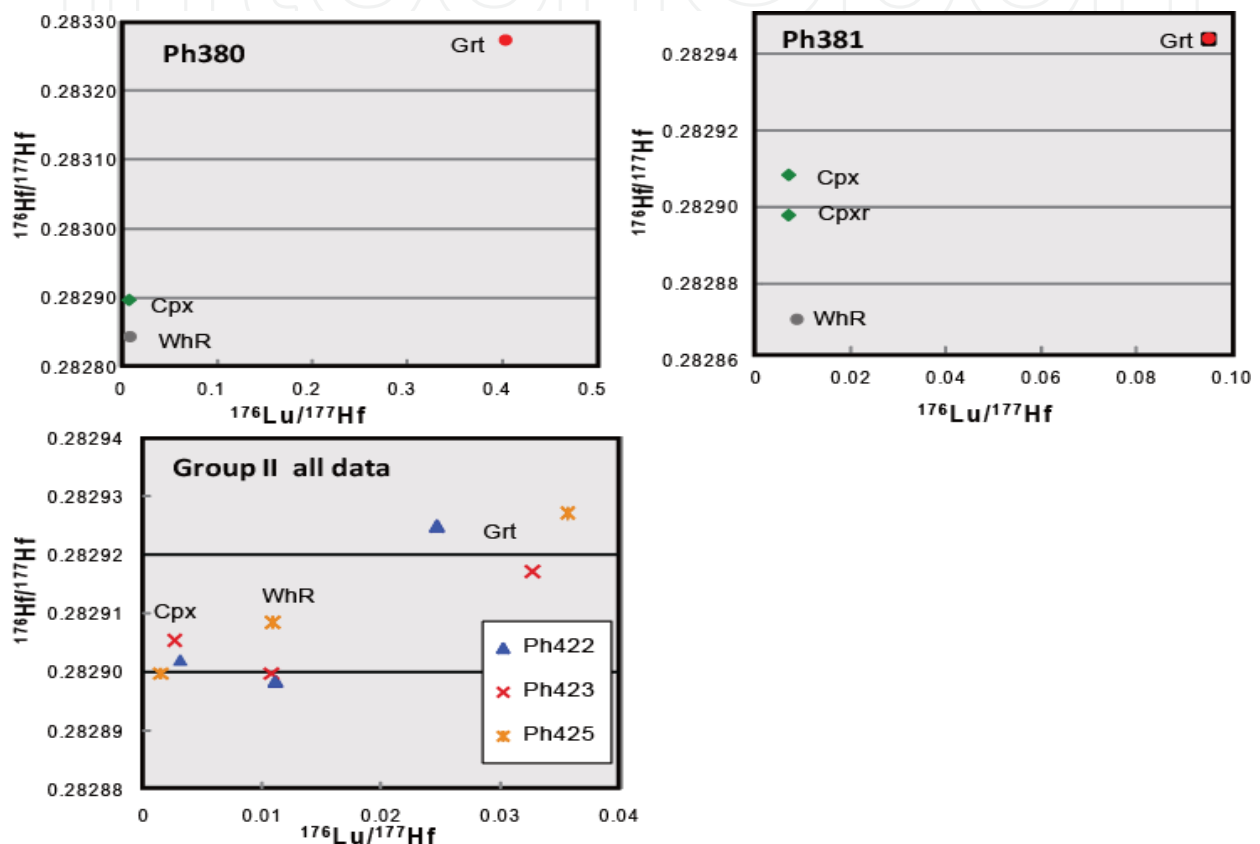 Ph380
0.28330
0.28320
0.28310
0.28300
0.28290
0.28280
¹⁷⁶Hf/¹⁷⁷Hf
Grt
Cpx
WhR
0 0.1 0.2 0.3 0.4 0.5
¹⁷⁶Lu/¹⁷⁷Hf
Ph381
0.28294
0.28292
0.28290
0.28288
0.28286
¹⁷⁶Hf/¹⁷⁷Hf
Grt
Cpx
Cpxr
WhR
0 0.02 0.04 0.06 0.08 0.10
¹⁷⁶Lu/¹⁷⁷Hf
Group II all data
0.28294
0.28293
0.28292
0.28291
0.28290
0.28289
0.28288
¹⁷⁶Hf/¹⁷⁷Hf
Grt
WhR
Cpx
Ph422
Ph423
Ph425
0 0.01 0.02 0.03 0.04
¹⁷⁶Lu/¹⁷⁷Hf